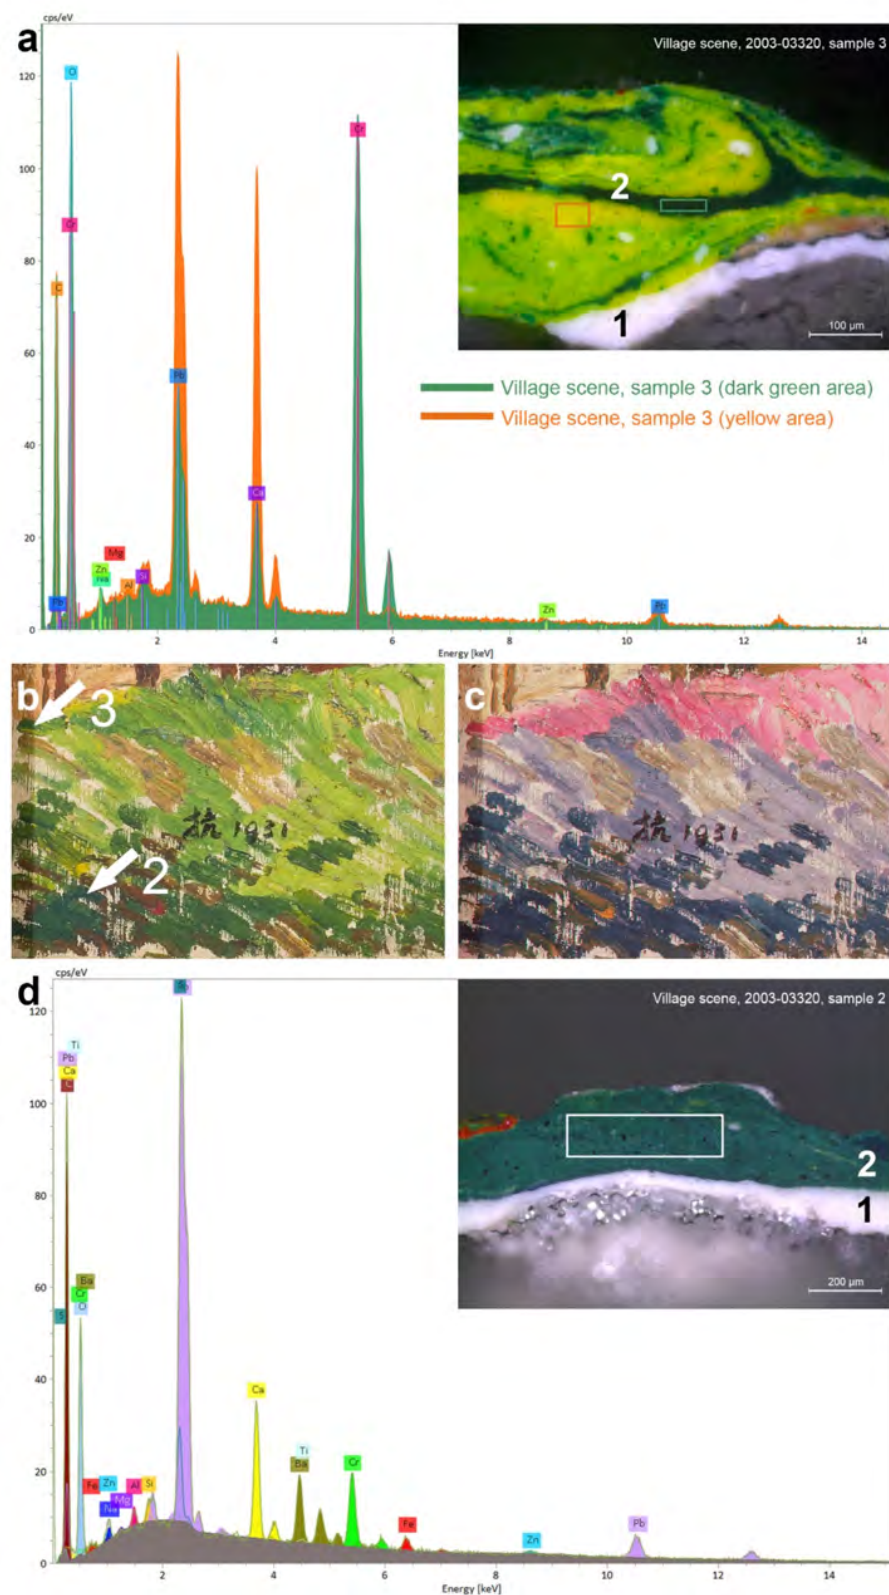 a
cps/eV
Village scene, 2003-03320, sample 3
120
100
80
60
40
20
0
O
Cr
C
Pb
Zn
Na
Mg
Al
Si
Pb
Ca
Cr
Zn
Pb
2
1
100 µm
Village scene, sample 3 (dark green area)
Village scene, sample 3 (yellow area)
2
4
6
8
10
12
14
Energy [keV]
b
3
抗 1931
2
c
抗 1931
d
cps/eV
Village scene, 2003-03320, sample 2
120
100
80
60
40
20
0
Ti
Pb
Ca
C
Ba
Cr
O
S
Fe
Zn
Na
Mg
Al
Si
S
Ca
Ti
Ba
Cr
Fe
Zn
Pb
2
1
200 µm
2
4
6
8
10
12
14
Energy [keV]